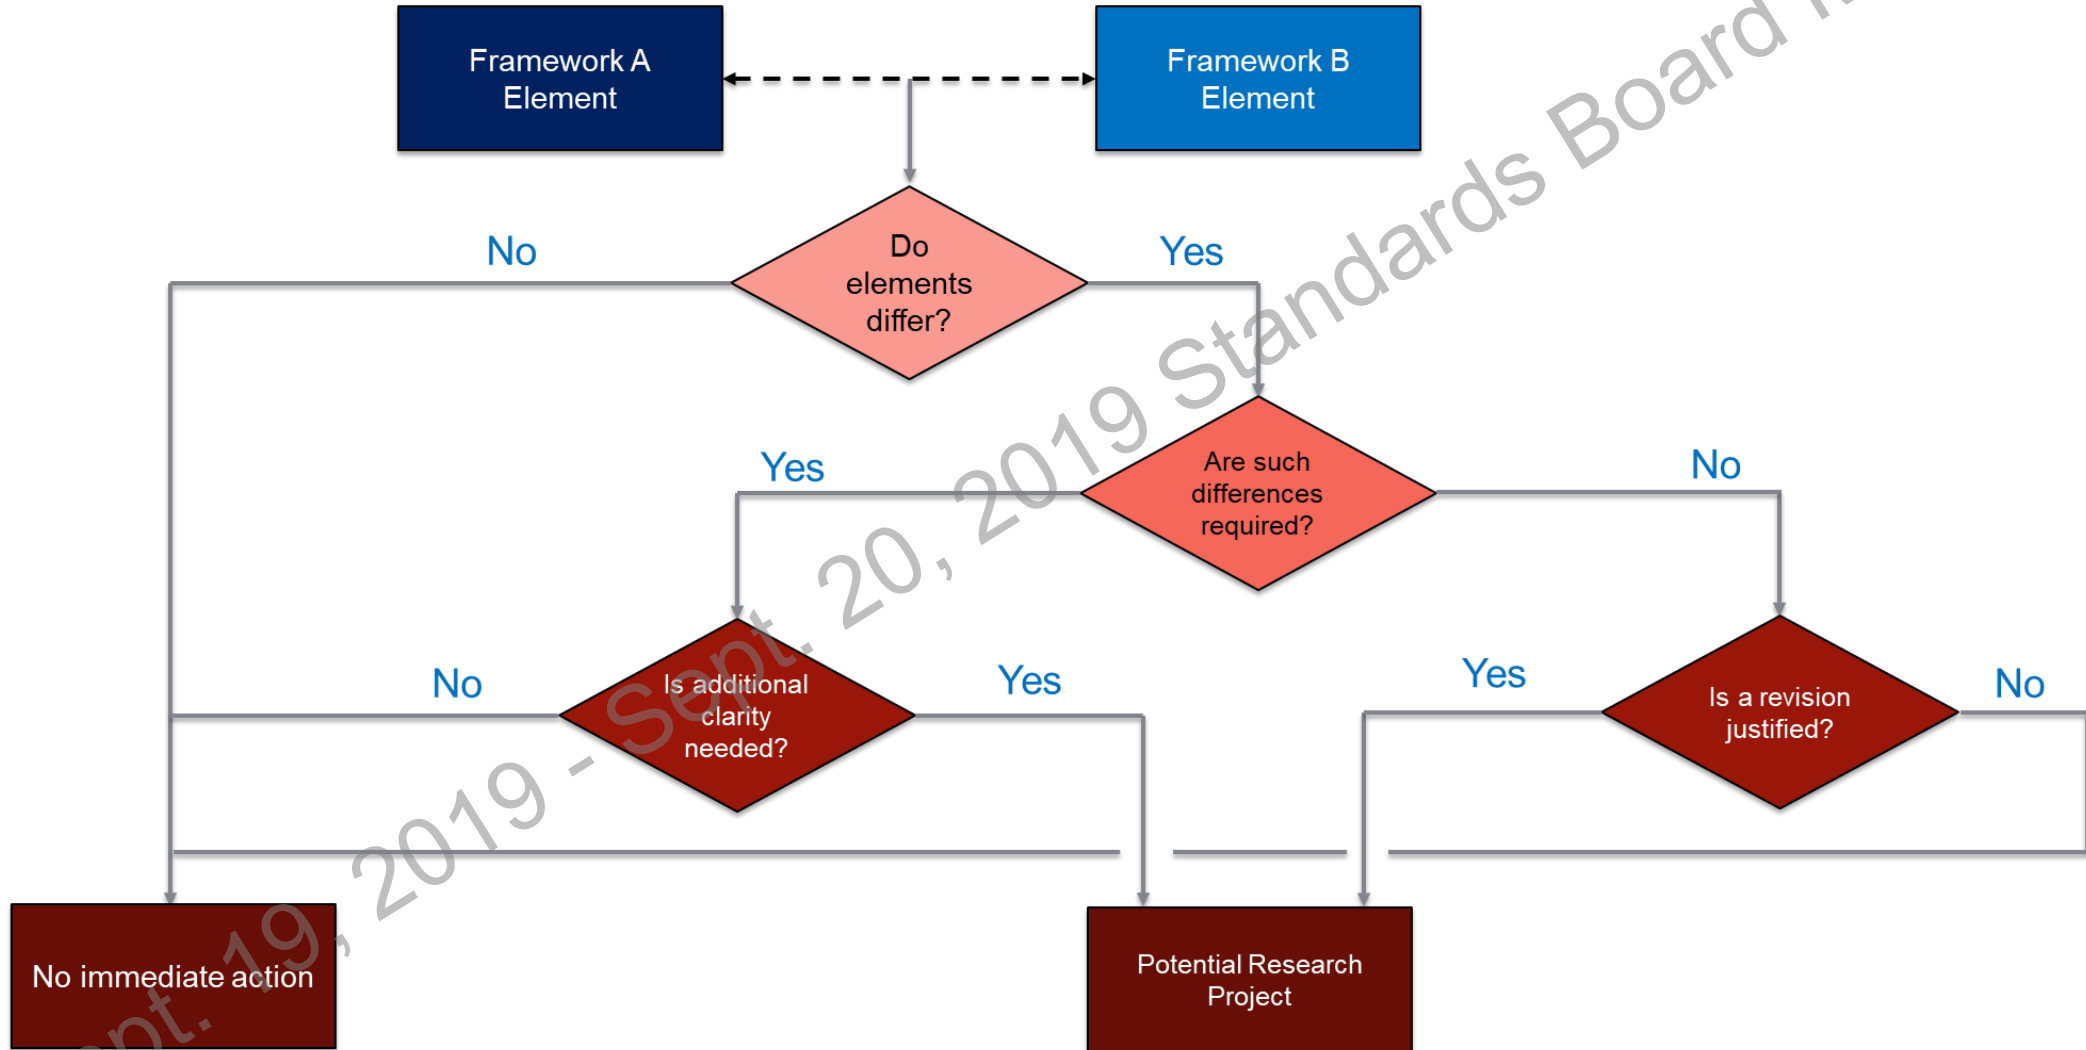 Framework A
Element
Framework B
Element
Do
elements
differ?
No
Yes
Are such
differences
required?
Yes
No
Is additional
clarity
needed?
No
Yes
Is a revision
justified?
Yes
No
No immediate action
Potential Research
Project
19, 2019 - Sept. 20, 2019 Standards Board